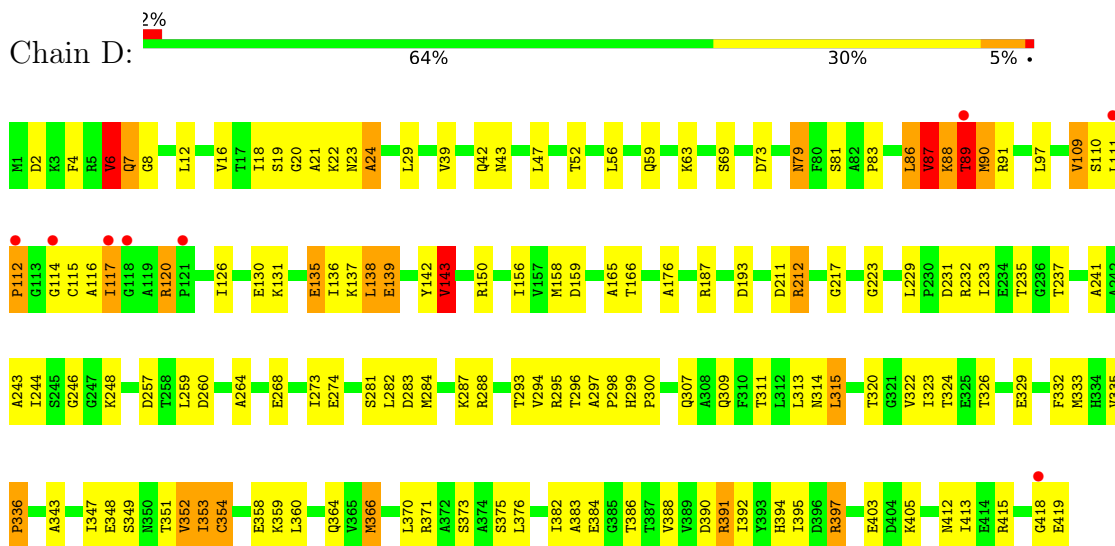 2%
Chain D:
64% 30% 5% •
M1 D2 K3 F4 R5 V6 Q7 G8 L12 V16 T17 I18 S19 G20 A21 K22 N23 A24 L29 V39 Q42 N43 L47 T52 L56 Q59 K63 S69 D73 N79 F80 S81 A82 P83 L86 V87 K88 T89 M90 R91 L97 V109 S110 L111
P112 G113 G114 C115 A116 I117 G118 A119 R120 P121 I126 E130 K131 E135 I136 K137 L138 E139 Y142 V143 R150 I156 V157 M158 D159 A165 T166 A176 R187 D193 D211 R212 G217 G223 L229 P230 D231 R232 I233 E234 T235 G236 T237 A241 A242
A243 I244 S245 G246 G247 K248 D257 T258 L259 D260 A264 E268 I273 E274 S281 L282 D283 M284 K287 R288 T293 V294 R295 T296 A297 P298 H299 P300 Q307 A308 Q309 F310 T311 L312 L313 N314 L315 T320 G321 V322 I323 T324 E325 T326 E329 F332 M333 H334 V335
P336 A343 I347 E348 S349 N350 T351 V352 I353 C354 E358 K359 L360 Q364 V365 M366 L370 R371 A372 S373 A374 S375 L376 I382 A383 E384 G385 T386 T387 V388 V389 D390 R391 I392 Y393 H394 I395 D396 R397 E403 D404 K405 N412 I413 E414 R415 G418 E419